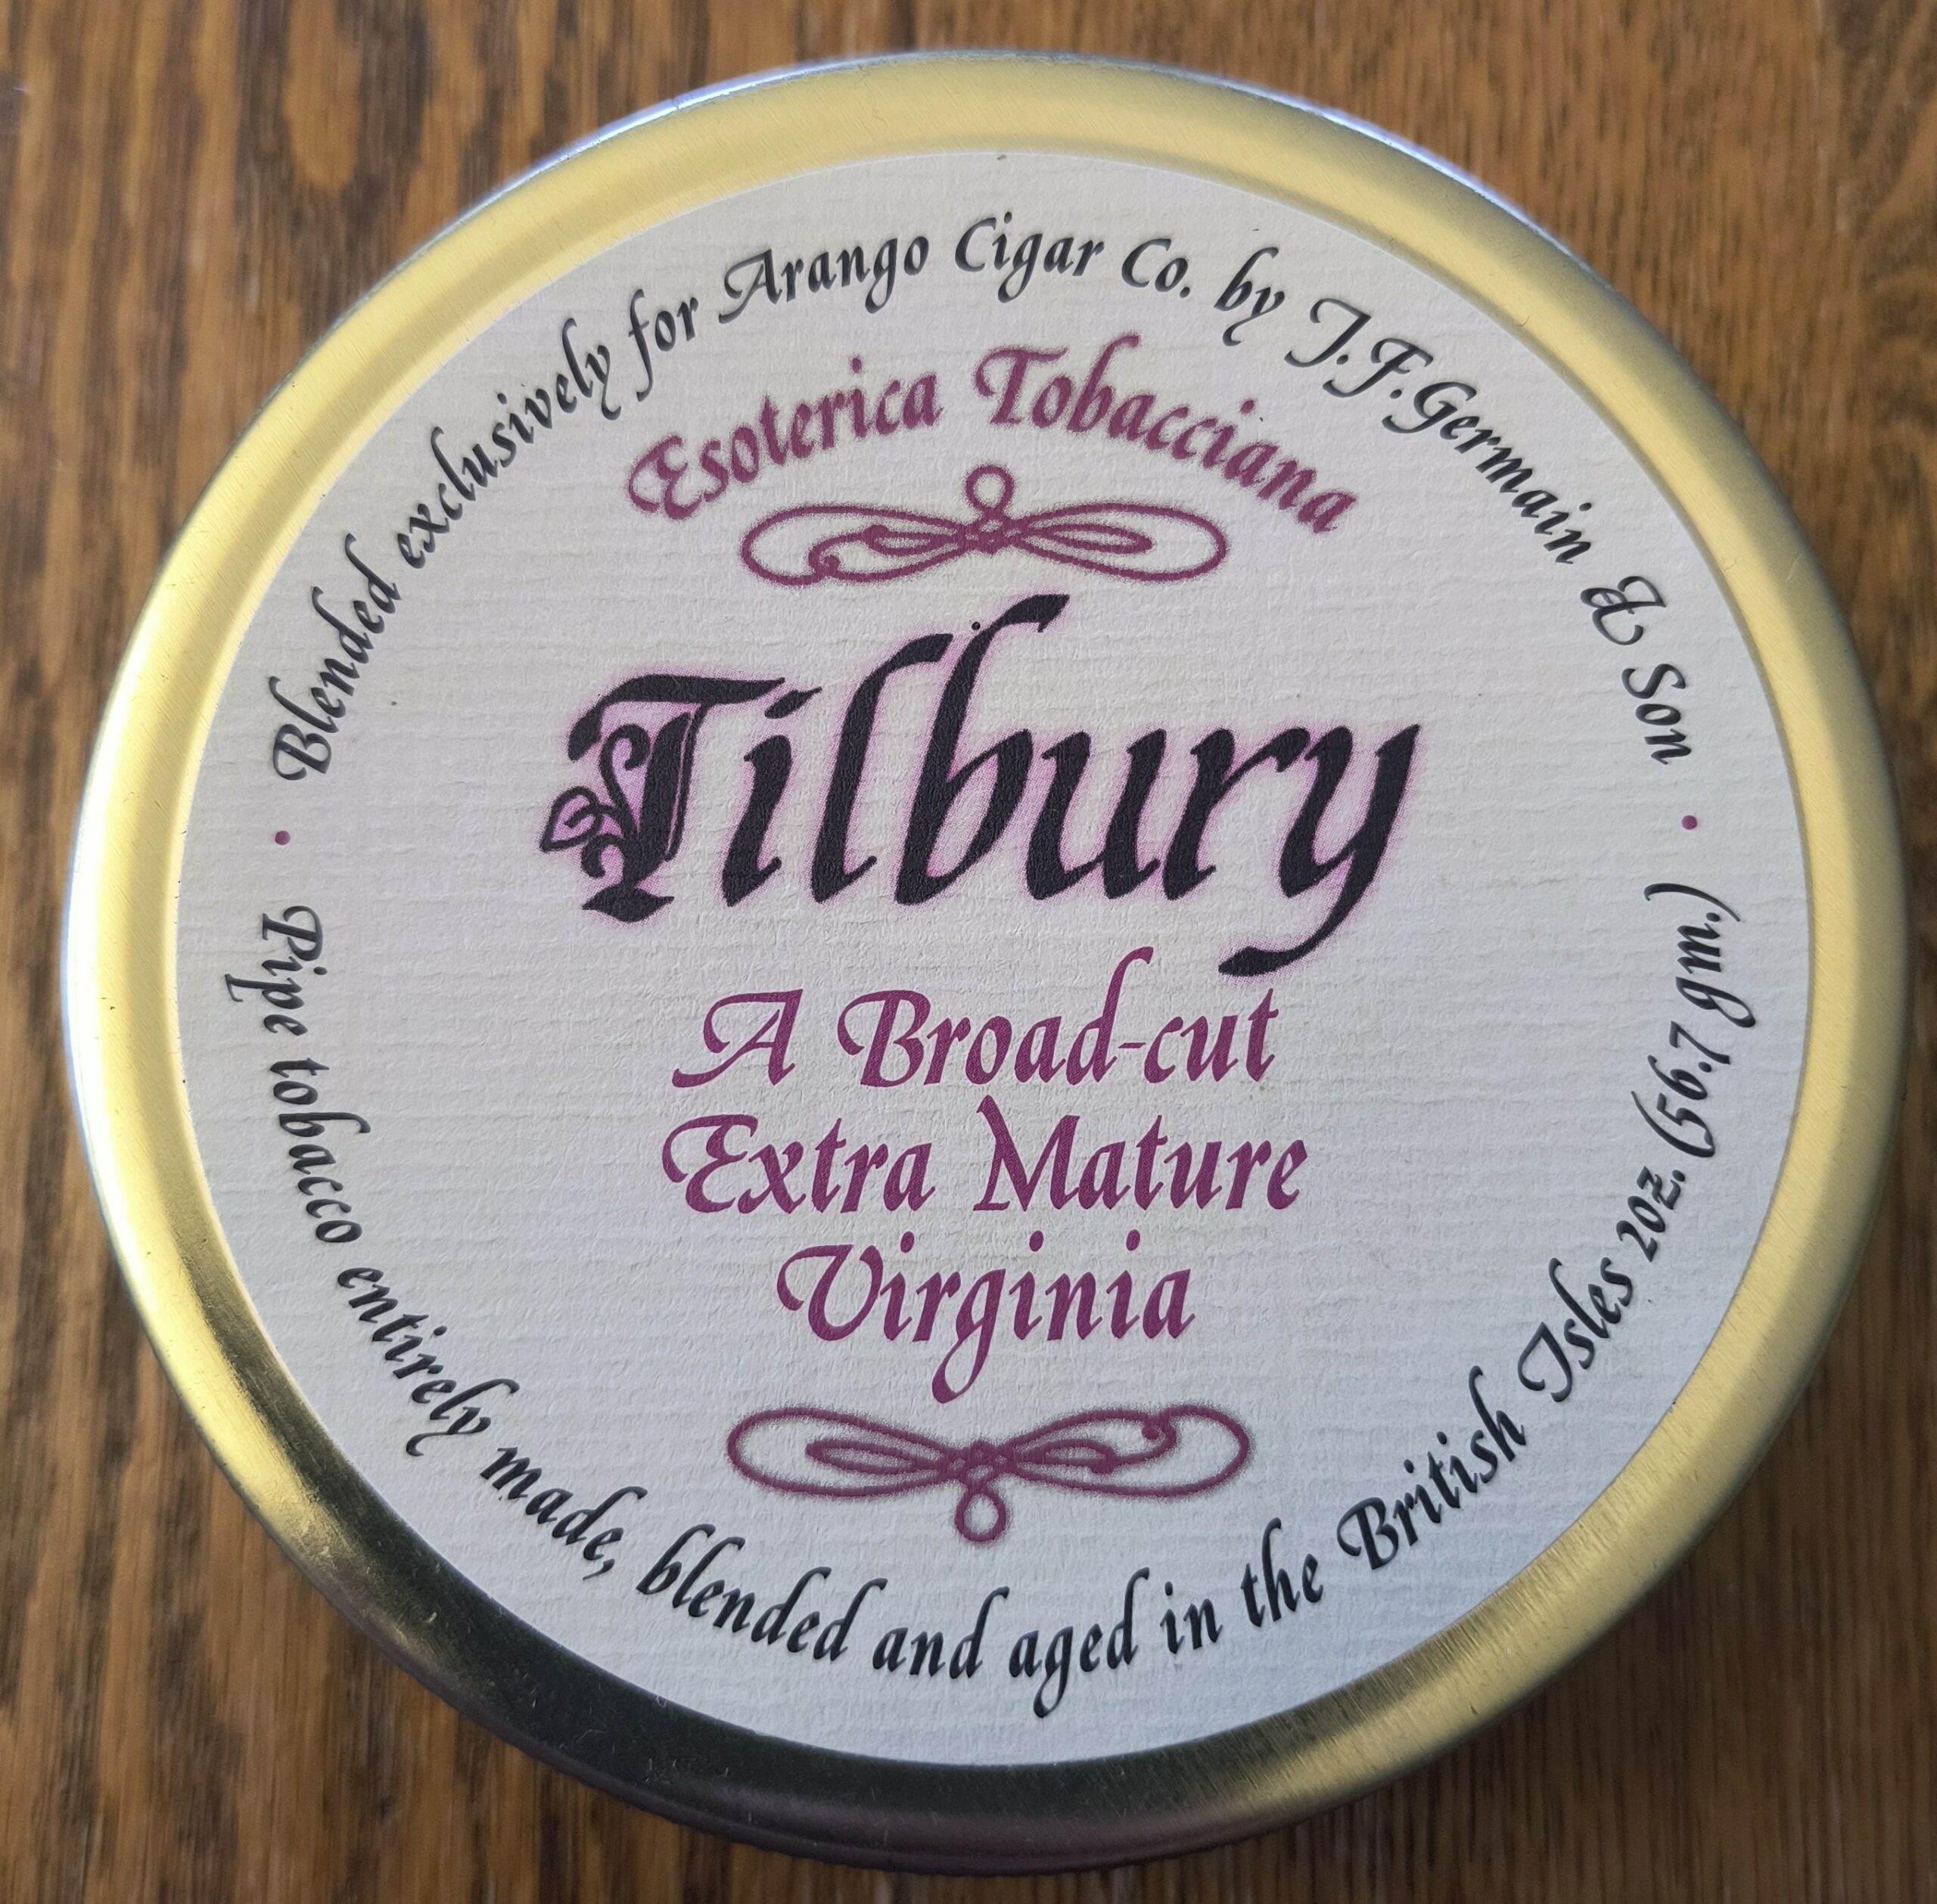 Blended exclusively for Arango Cigar Co. by J.F.Germain & Son
Esoterica Tobacciana
Tilbury
A Broad-cut
Extra Mature
Virginia
Pipe tobacco entirely made, blended and aged in the British Isles 2oz. (56.7 gm.)